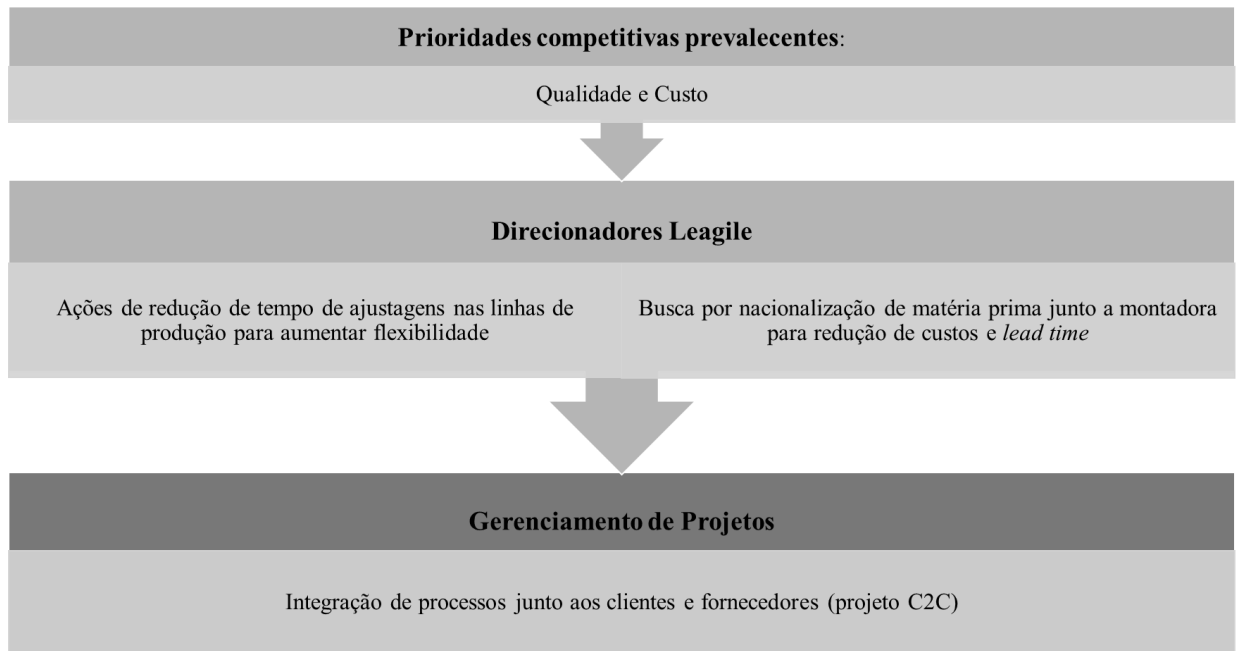 Prioridades competitivas prevalecentes:
Qualidade e Custo
Direcionadores Leagile
Ações de redução de tempo de ajustagens nas linhas de
produção para aumentar flexibilidade
Busca por nacionalização de matéria prima junto a montadora
para redução de custos e lead time
Gerenciamento de Projetos
Integração de processos junto aos clientes e fornecedores (projeto C2C)